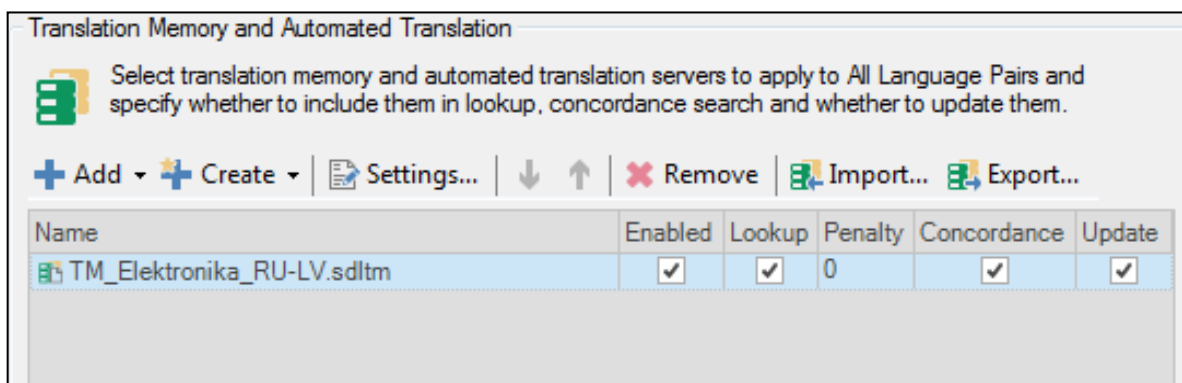 Translation Memory and Automated Translation
Select translation memory and automated translation servers to apply to All Language Pairs and
specify whether to include them in lookup, concordance search and whether to update them.
Add Create Settings... Remove Import... Export...
Name Enabled Lookup Penalty Concordance Update
TM_Elektronika_RU-LV.sdltm 0